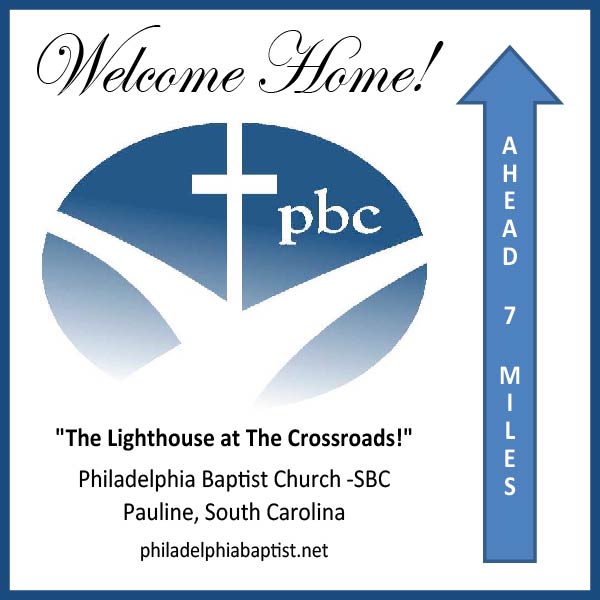 Welcome Home!
pbc
"The Lighthouse at The Crossroads!"
Philadelphia Baptist Church -SBC
Pauline, South Carolina
philadelphiabaptist.net
AHEAD 7 MILES